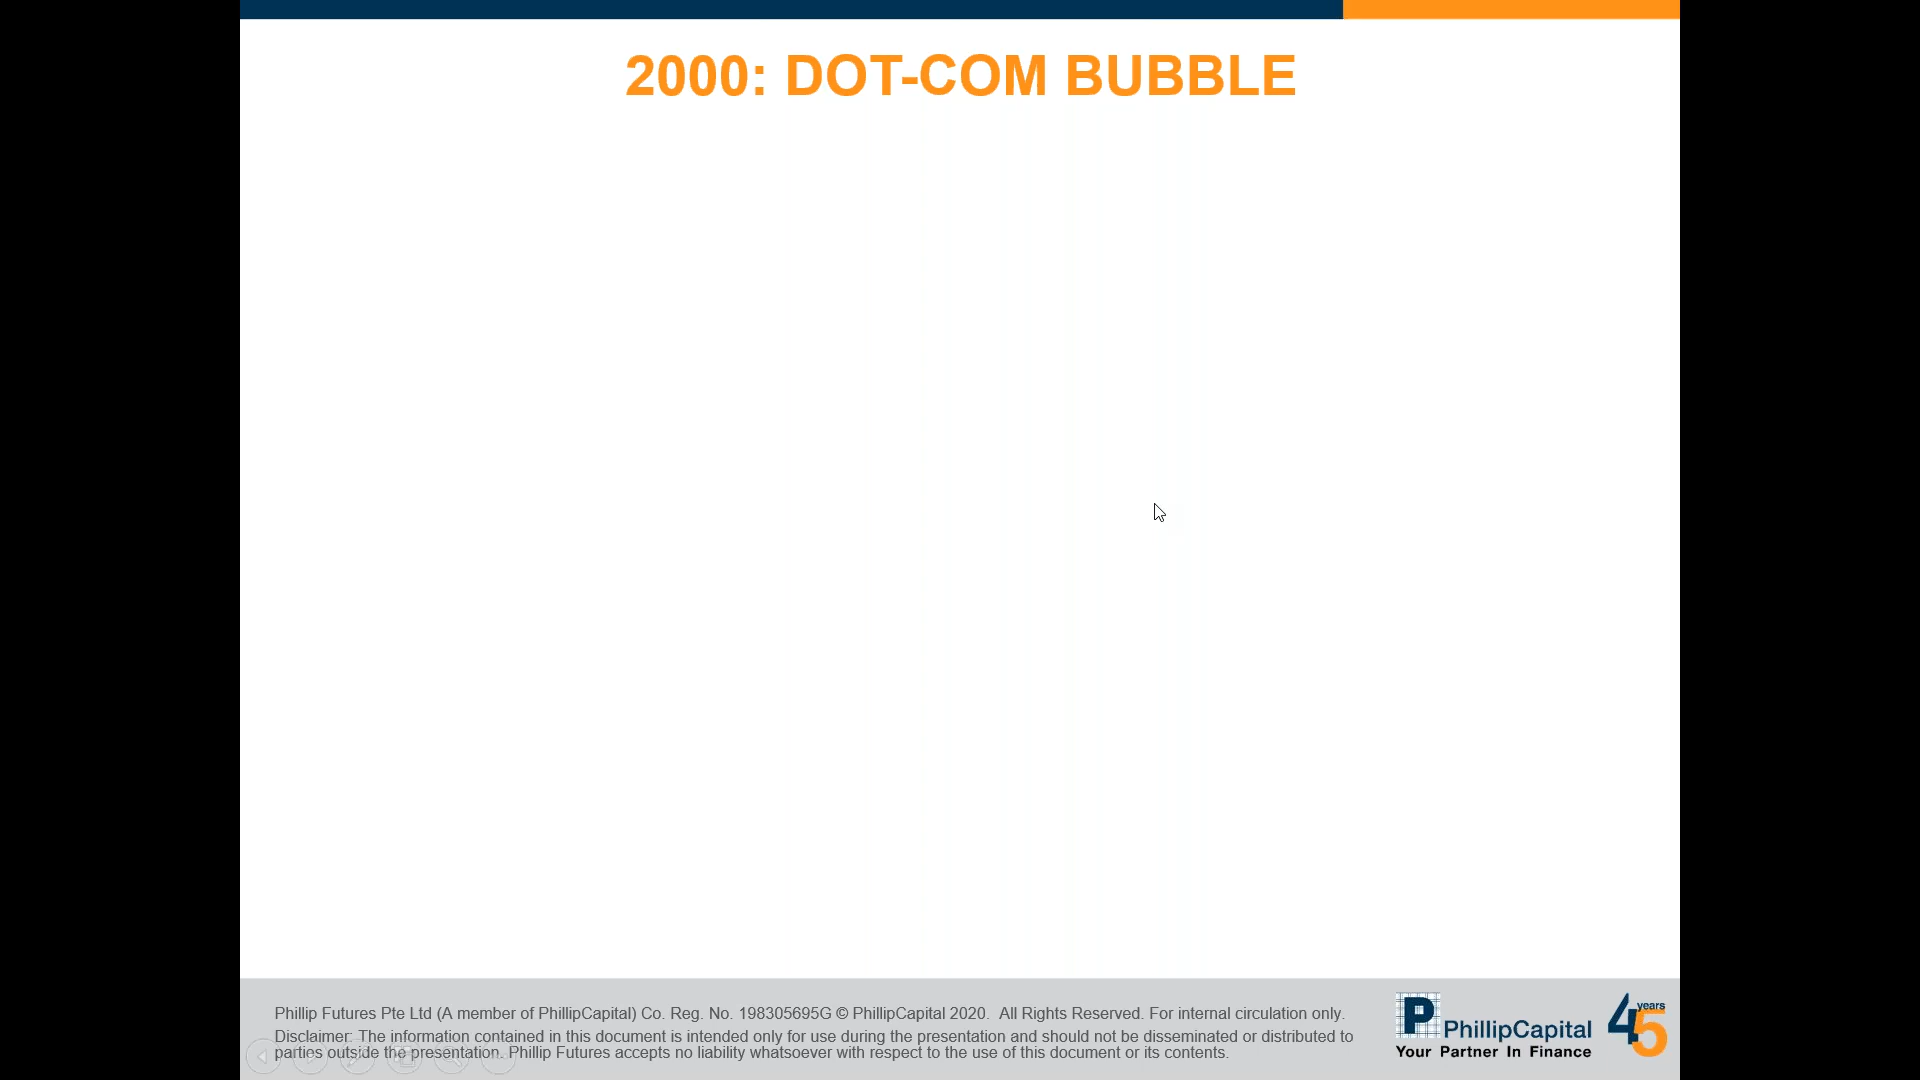 2000: DOT-COM BUBBLE
Phillip Futures Pte Ltd (A member of PhillipCapital) Co. Reg. No. 198305695G © PhillipCapital 2020. All Rights Reserved. For internal circulation only.
Disclaimer: The information contained in this document is intended only for use during the presentation and should not be disseminated or distributed to
parties outside the presentation. Phillip Futures accepts no liability whatsoever with respect to the use of this document or its contents.
P PhillipCapital
Your Partner In Finance
45 years